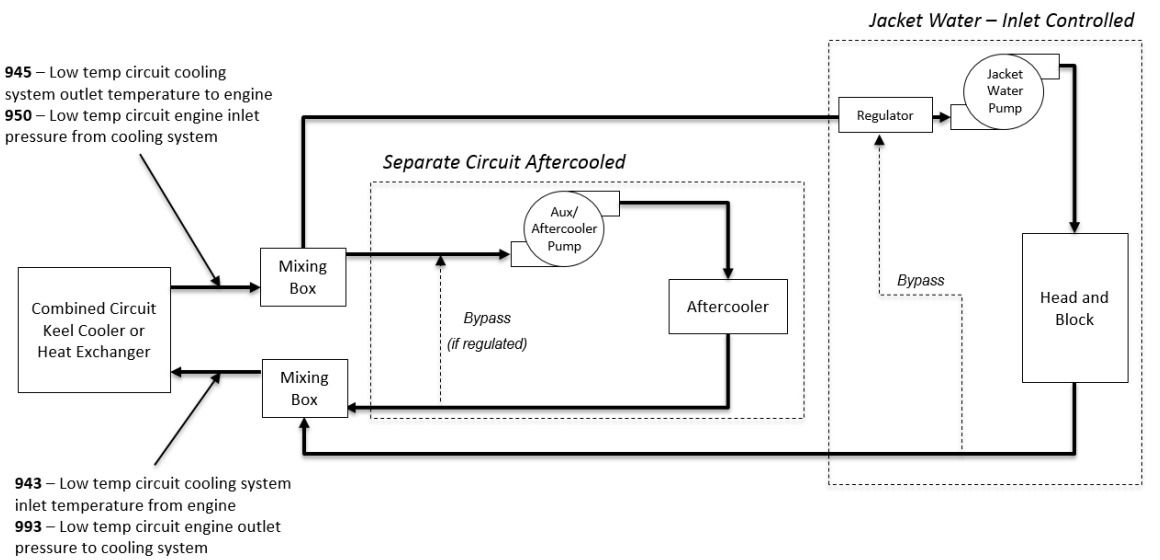 Jacket Water – Inlet Controlled
945 – Low temp circuit cooling
system outlet temperature to engine
950 – Low temp circuit engine inlet
pressure from cooling system
Jacket
Water
Pump
Regulator
Separate Circuit Aftercooled
Aux/
Aftercooler
Pump
Mixing
Box
Combined Circuit
Keel Cooler or
Heat Exchanger
Bypass
(if regulated)
Aftercooler
Bypass
Head and
Block
Mixing
Box
943 – Low temp circuit cooling system
inlet temperature from engine
993 – Low temp circuit engine outlet
pressure to cooling system